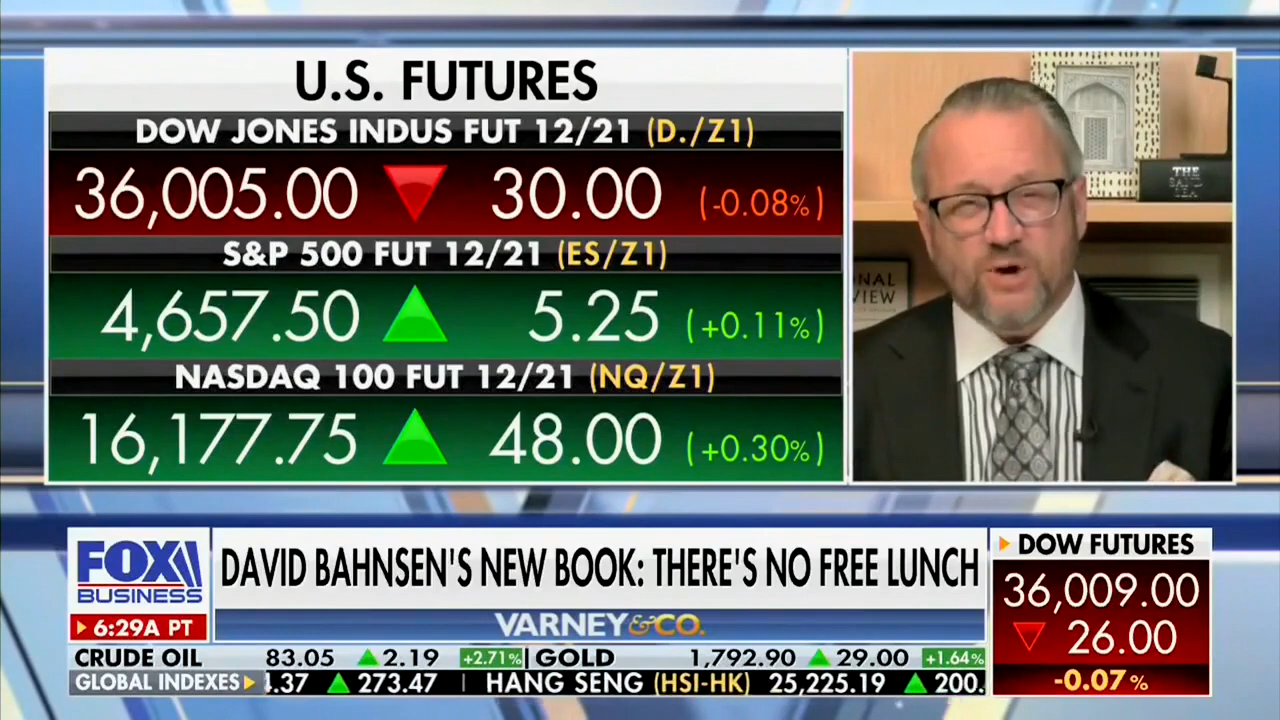 U.S. FUTURES
DOW JONES INDUS FUT 12/21 (D./Z1)
36,005.00 ▼ 30.00 (-0.08%)
S&P 500 FUT 12/21 (ES/Z1)
4,657.50 ▲ 5.25 (+0.11%)
NASDAQ 100 FUT 12/21 (NQ/Z1)
16,177.75 ▲ 48.00 (+0.30%)
THE
NAL
VIEW
FOX
BUSINESS
6:29A PT
DAVID BAHNSEN'S NEW BOOK: THERE'S NO FREE LUNCH
VARNEY & CO.
DOW FUTURES
36,009.00
▼ 26.00
-0.07%
CRUDE OIL 83.05 ▲ 2.19 +2.71% GOLD 1,792.90 ▲ 29.00 +1.64%
GLOBAL INDEXES 4.37 ▲ 273.47 | HANG SENG (HSI-HK) 25,225.19 ▲ 200.